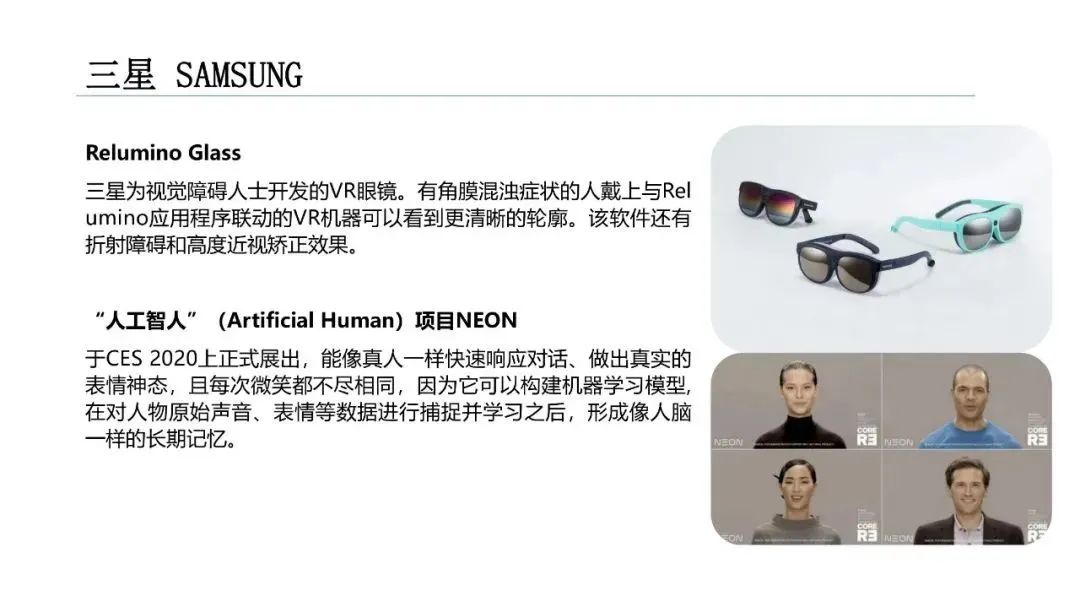 三星 SAMSUNG
Relumino Glass
三星为视觉障碍人士开发的VR眼镜。有角膜混浊症状的人戴上与Rel
umino应用程序联动的VR机器可以看到更清晰的轮廓。该软件还有
折射障碍和高度近视矫正效果。
“人工智人”（Artificial Human）项目NEON
于CES 2020上正式展出，能像真人一样快速响应对话、做出真实的
表情神态，且每次微笑都不尽相同，因为它可以构建机器学习模型，
在对人物原始声音、表情等数据进行捕捉并学习之后，形成像人脑
一样的长期记忆。
NEON
CORE
R3
NEON
CORE
R3
NEON
CORE
R3
NEON
CORE
R3